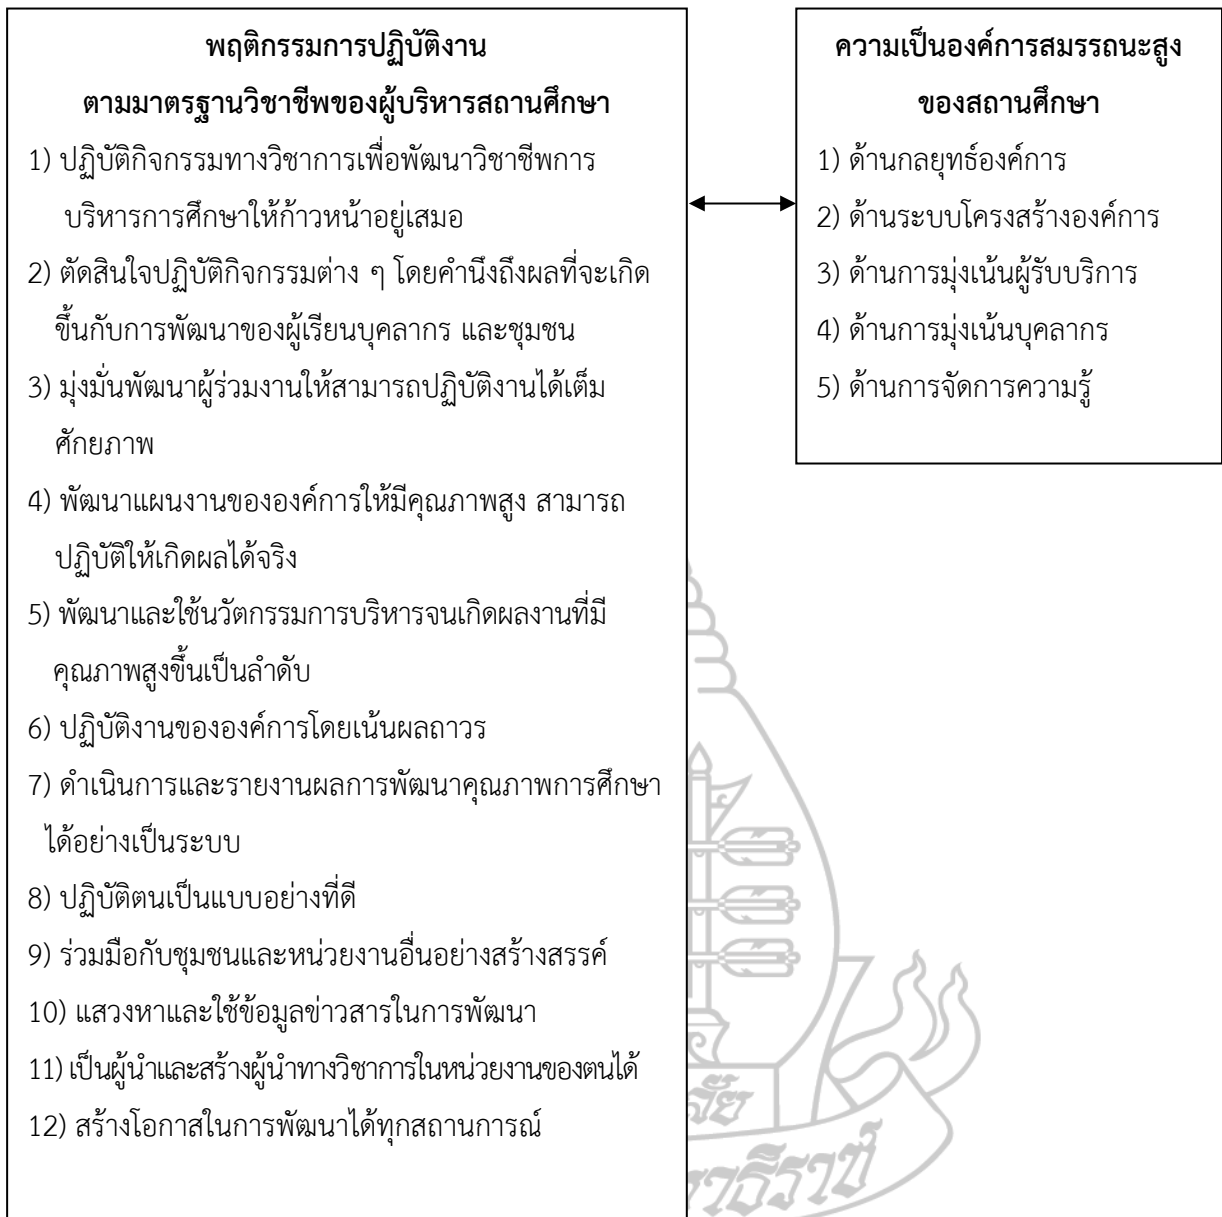 พฤติกรรมการปฏิบัติงาน
ตามมาตรฐานวิชาชีพของผู้บริหารสถานศึกษา
1) ปฏิบัติกิจกรรมทางวิชาการเพื่อพัฒนาวิชาชีพการ
บริหารการศึกษาให้ก้าวหน้าอยู่เสมอ
2) ตัดสินใจปฏิบัติกิจกรรมต่าง ๆ โดยคำนึงถึงผลที่จะเกิด
ขึ้นกับการพัฒนาของผู้เรียนบุคลากร และชุมชน
3) มุ่งมั่นพัฒนาผู้ร่วมงานให้สามารถปฏิบัติงานได้เต็ม
ศักยภาพ
4) พัฒนาแผนงานขององค์การให้มีคุณภาพสูง สามารถ
ปฏิบัติให้เกิดผลได้จริง
5) พัฒนาและใช้นวัตกรรมการบริหารจนเกิดผลงานที่มี
คุณภาพสูงขึ้นเป็นลำดับ
6) ปฏิบัติงานขององค์การโดยเน้นผลถาวร
7) ดำเนินการและรายงานผลการพัฒนาคุณภาพการศึกษา
ได้อย่างเป็นระบบ
8) ปฏิบัติตนเป็นแบบอย่างที่ดี
9) ร่วมมือกับชุมชนและหน่วยงานอื่นอย่างสร้างสรรค์
10) แสวงหาและใช้ข้อมูลข่าวสารในการพัฒนา
11) เป็นผู้นำและสร้างผู้นำทางวิชาการในหน่วยงานของตนได้
12) สร้างโอกาสในการพัฒนาได้ทุกสถานการณ์
ความเป็นองค์การสมรรถนะสูง
ของสถานศึกษา
1) ด้านกลยุทธ์องค์การ
2) ด้านระบบโครงสร้างองค์การ
3) ด้านการมุ่งเน้นผู้รับบริการ
4) ด้านการมุ่งเน้นบุคลากร
5) ด้านการจัดการความรู้